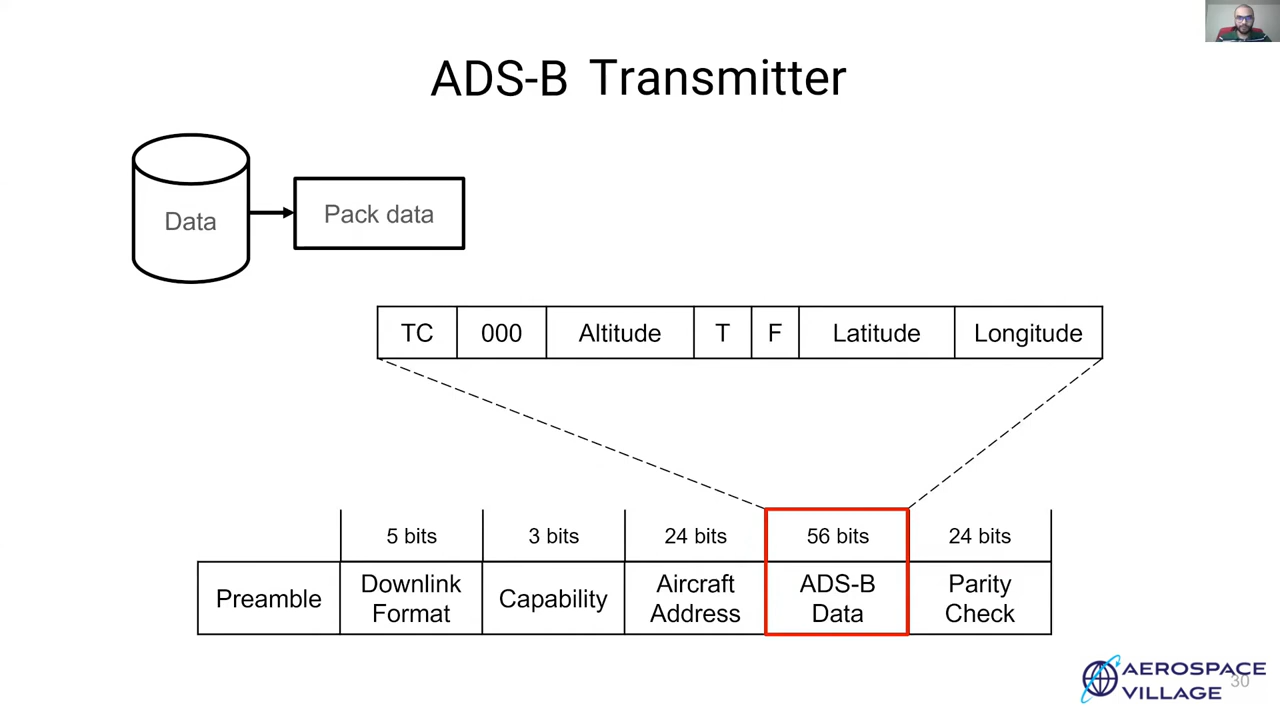 ADS-B Transmitter
Data
Pack data
TC 000 Altitude T F Latitude Longitude
5 bits 3 bits 24 bits 56 bits 24 bits
Preamble
Downlink
Format
Capability
Aircraft
Address
ADS-B
Data
Parity
Check
AEROSPACE
VILLAGE
30